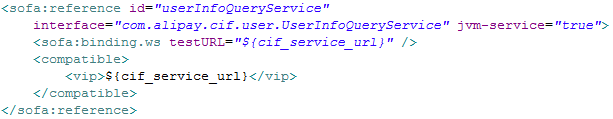 <sofa:reference id="userInfoQueryService"
interface="com.alipay.cif.user.UserInfoQueryService" jvm-service="true">
<sofa:binding.ws testURL="${cif_service_url}" />
<compatible>
<vip>${cif_service_url}</vip>
</compatible>
</sofa:reference>